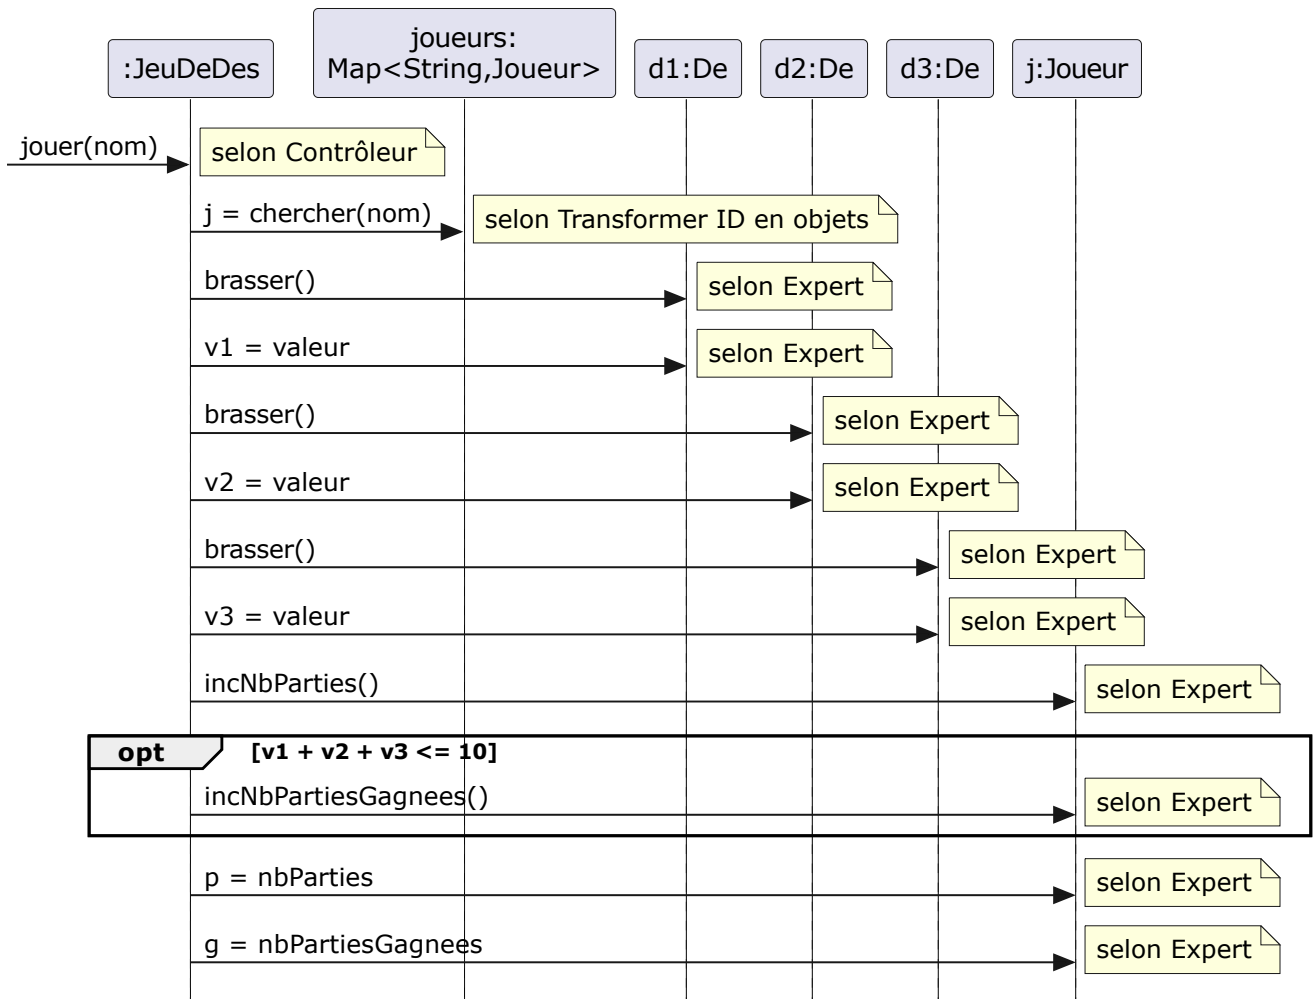 joueurs:
:JeuDeDes
Map<String,Joueur>
d1:De
d2:De
d3:De
j:Joueur
jouer(nom)
selon Contrôleur
j = chercher(nom)
selon Transformer ID en objets
brasser()
selon Expert
v1 = valeur
selon Expert
brasser()
selon Expert
v2 = valeur
selon Expert
brasser()
selon Expert
v3 = valeur
selon Expert
incNbParties()
selon Expert
opt
[v1 + v2 + v3 <= 10]
incNbPartiesGagnees()
selon Expert
p = nbParties
selon Expert
g = nbPartiesGagnees
selon Expert